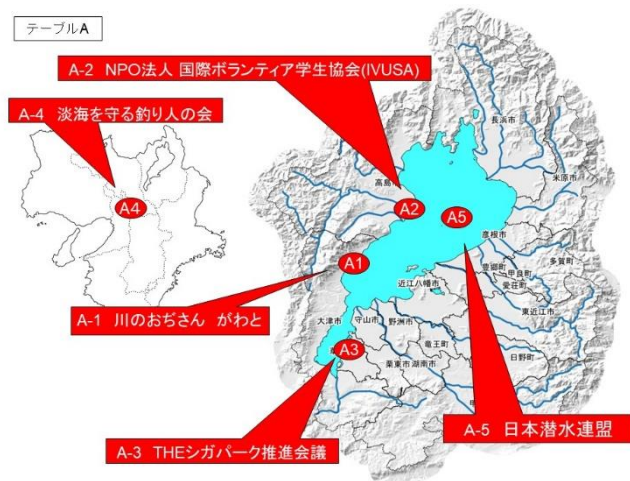 テーブルA
A-2 NPO法人 国際ボランティア学生協会(IVUSA)
A-4 淡海を守る釣り人の会
長浜市
高島市
米原市
A4
A2
A5
彦根市
A1
多賀町
豊郷町
甲良町
愛荘町
近江八幡市
東近江市
A-1 川のおぢさん がわと
大津市
守山市
野洲市
竜王町
日野町
A3
栗東市
湖南市
A-5 日本潜水連盟
A-3 THEシガパーク推進会議